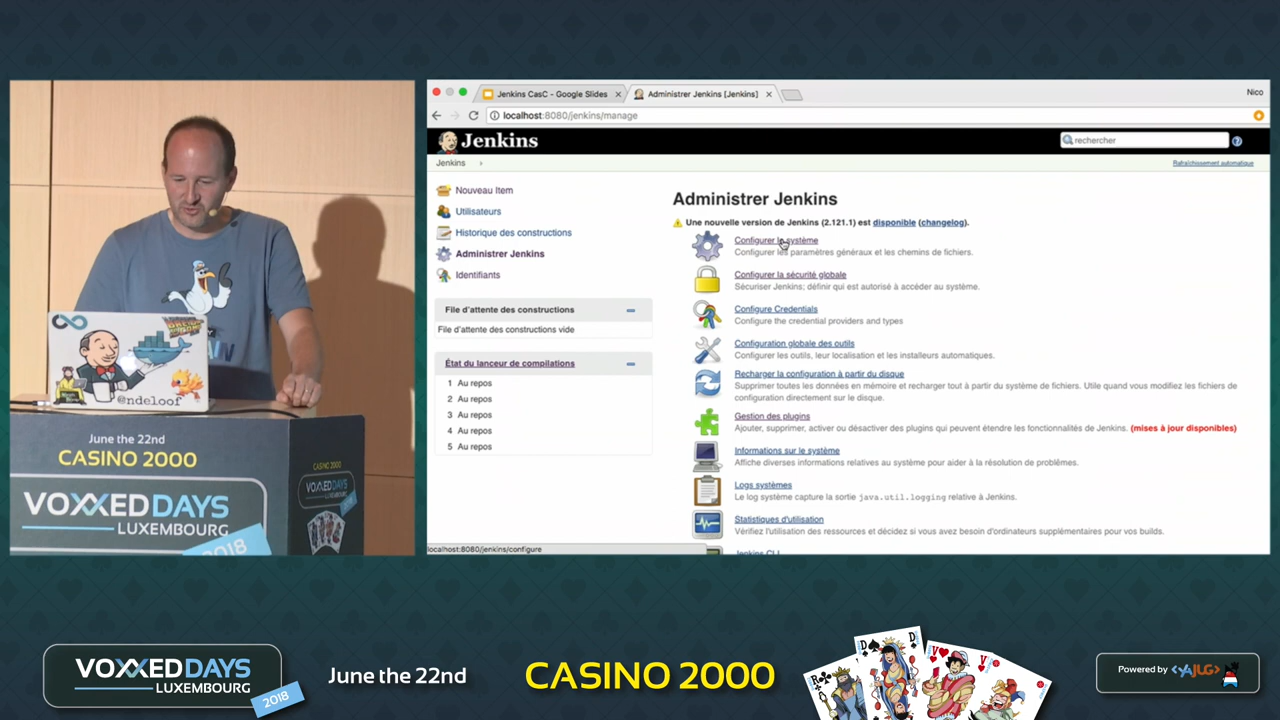 @ndeloof
June the 22nd
CASINO 2000
VOXXED DAYS
LUXEMBOURG
2018
CASINO 2000
VOXXED DAYS
Jenkins CasC - Google Slides
Administrer Jenkins [Jenkins]
Nico
localhost:8080/jenkins/manage
Jenkins
rechercher
Jenkins
Rafraîchissement automatique
Nouveau Item
Utilisateurs
Historique des constructions
Administrer Jenkins
Identifiants
File d'attente des constructions
File d'attente des constructions vide
État du lanceur de compilations
1 Au repos
2 Au repos
3 Au repos
4 Au repos
5 Au repos
Administrer Jenkins
Une nouvelle version de Jenkins (2.121.1) est disponible (changelog).
Configurer le système
Configurer les paramètres généraux et les chemins de fichiers.
Configurer la sécurité globale
Sécuriser Jenkins; définir qui est autorisé à accéder au système.
Configure Credentials
Configure the credential providers and types
Configuration globale des outils
Configurer les outils, leur localisation et les installeurs automatiques.
Recharger la configuration à partir du disque
Supprimer toutes les données en mémoire et recharger tout à partir du système de fichiers. Utile quand vous modifiez les fichiers de
configuration directement sur le disque.
Gestion des plugins
Ajouter, supprimer, activer ou désactiver des plugins qui peuvent étendre les fonctionnalités de Jenkins. (mises à jour disponibles)
Informations sur le système
Affiche diverses informations relatives au système pour aider à la résolution de problèmes.
Logs systèmes
Le log système capture la sortie java.util.logging relative à Jenkins.
Statistiques d'utilisation
Vérifiez l'utilisation des ressources et décidez si vous avez besoin d'ordinateurs supplémentaires pour vos builds.
Jenkins CLI
localhost:8080/jenkins/configure
VOXXED DAYS
LUXEMBOURG
2018
June the 22nd
CASINO 2000
R
D
D
V
V
Powered by <YAJUG>